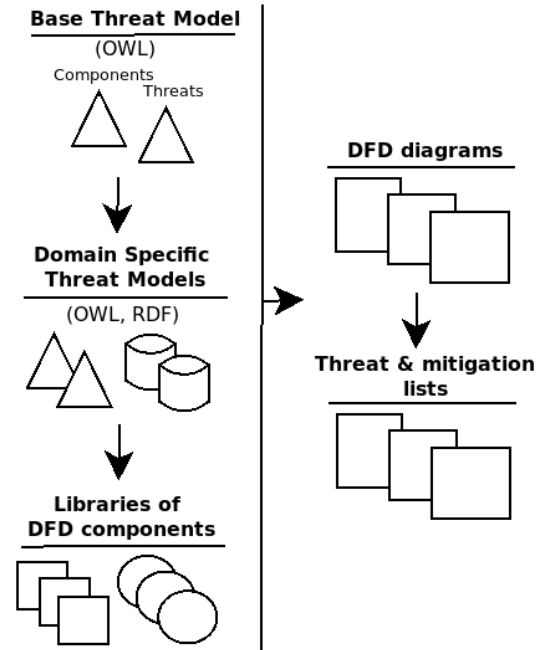 Base Threat Model
(OWL)
Components
Threats
Domain Specific
Threat Models
(OWL, RDF)
Libraries of
DFD components
DFD diagrams
Threat & mitigation
lists